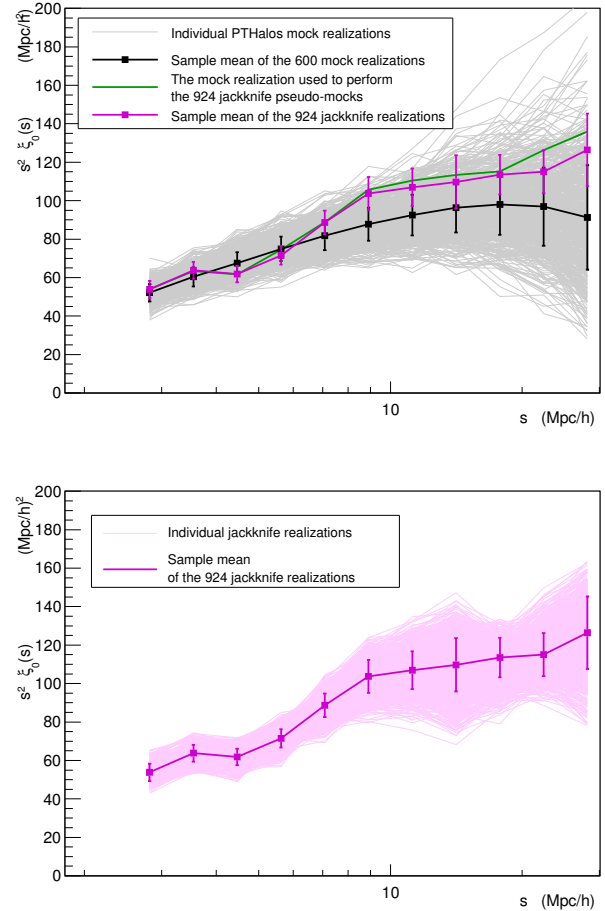 s² ξ₀(s) (Mpc/h)²
200
180
160
140
120
100
80
60
40
20
0
Individual PTHalos mock realizations
Sample mean of the 600 mock realizations
The mock realization used to perform
the 924 jackknife pseudo-mocks
Sample mean of the 924 jackknife realizations
10
s (Mpc/h)
s² ξ₀(s) (Mpc/h)²
200
180
160
140
120
100
80
60
40
20
0
Individual jackknife realizations
Sample mean
of the 924 jackknife realizations
10
s (Mpc/h)